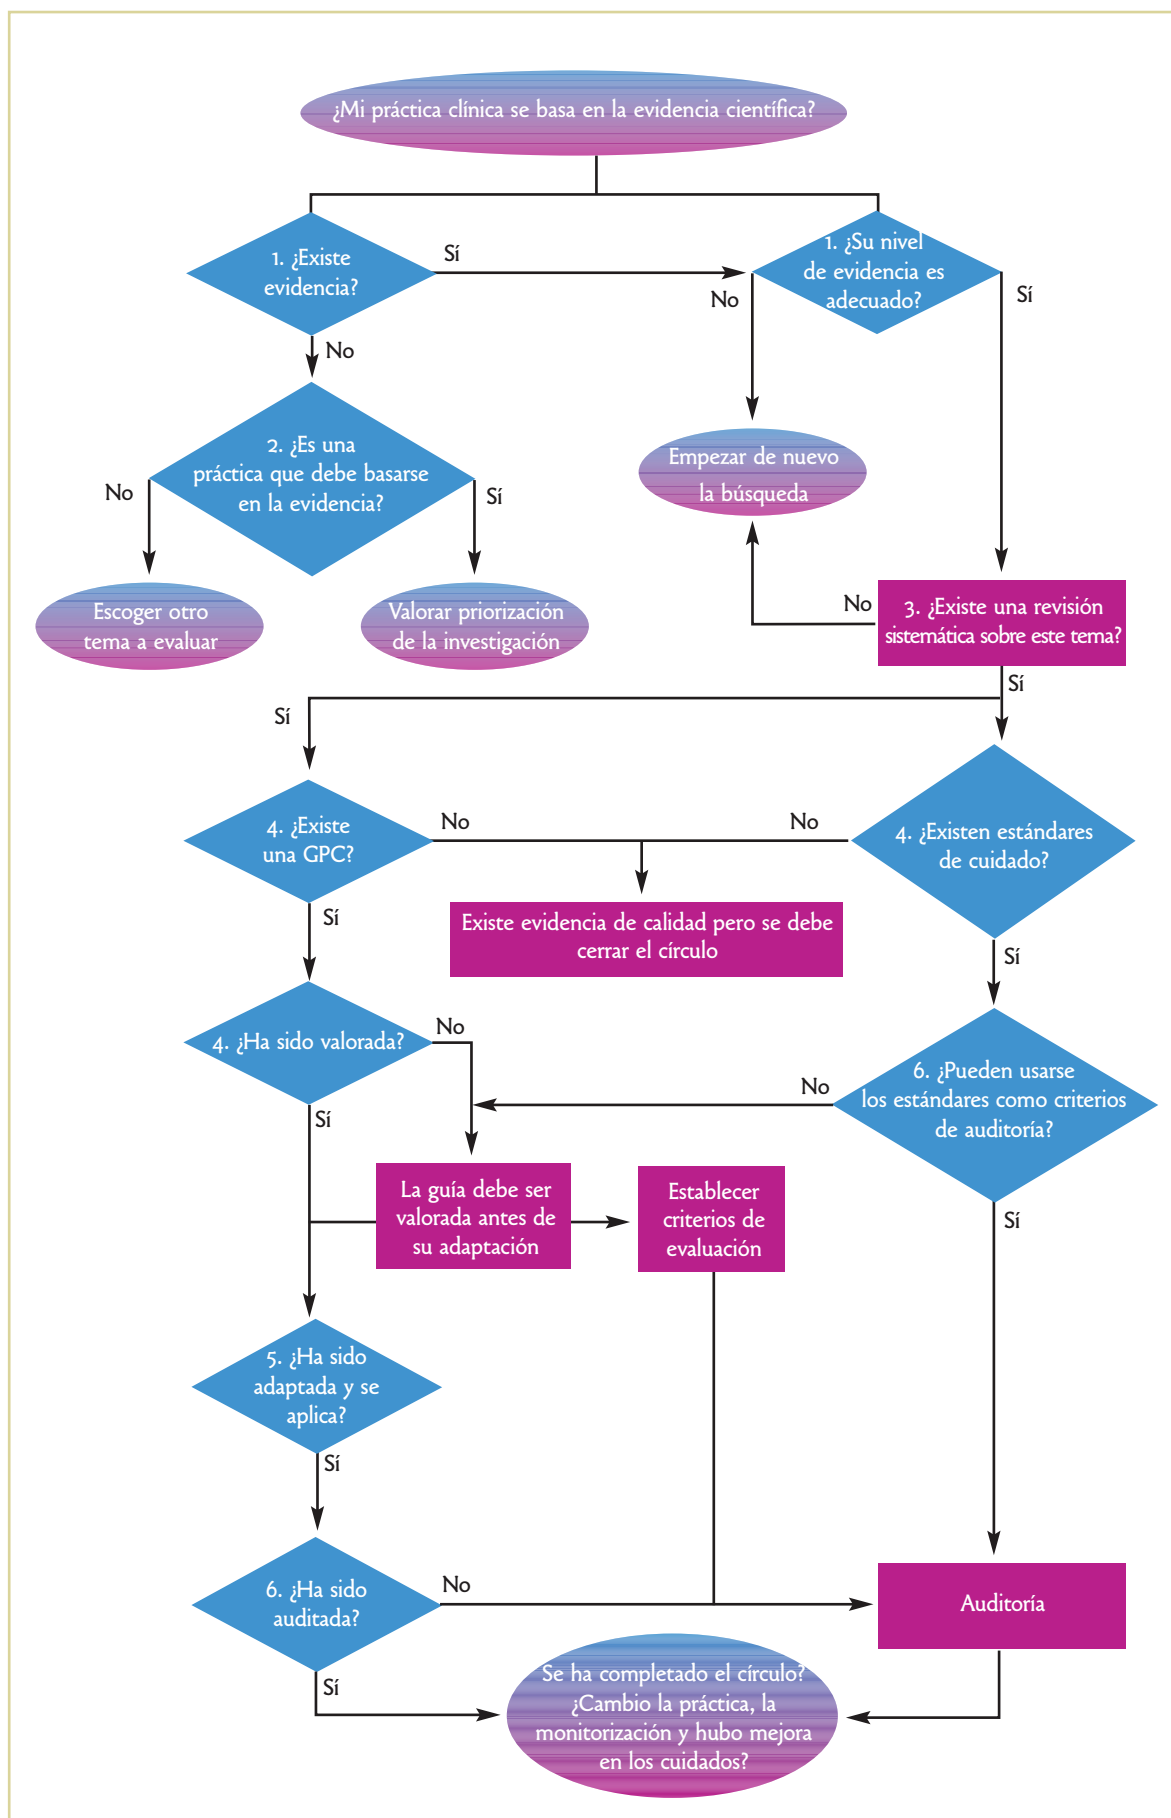 ¿Mi práctica clínica se basa en la evidencia científica?
1. ¿Existe
evidencia?
Sí
1. ¿Su nivel
de evidencia es
adecuado?
No
Sí
No
2. ¿Es una
práctica que debe basarse
en la evidencia?
No
Sí
Empezar de nuevo
la búsqueda
Escoger otro
tema a evaluar
Valorar priorización
de la investigación
No
3. ¿Existe una revisión
sistemática sobre este tema?
Sí
Sí
4. ¿Existe
una GPC?
No
No
4. ¿Existen estándares
de cuidado?
Existe evidencia de calidad pero se debe
cerrar el círculo
Sí
Sí
4. ¿Ha sido valorada?
No
No
6. ¿Pueden usarse
los estándares como criterios
de auditoría?
Sí
La guía debe ser
valorada antes de
su adaptación
Establecer
criterios de
evaluación
Sí
5. ¿Ha sido
adaptada y se
aplica?
Sí
6. ¿Ha sido
auditada?
No
Auditoría
Sí
Se ha completado el círculo?
¿Cambio la práctica, la
monitorización y hubo mejora
en los cuidados?